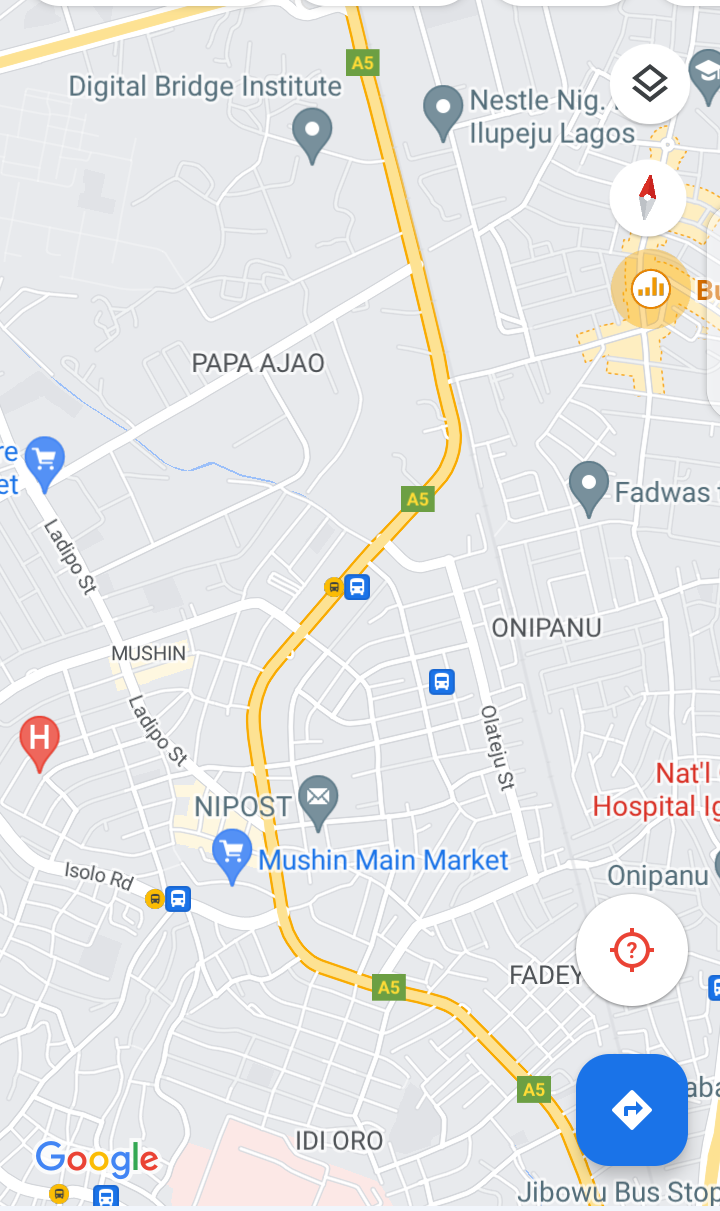 A5
Digital Bridge Institute
Nestle Nig.
Ilupeju Lagos
PAPA AJAO
A5
Fadwas
Ladipo St
ONIPANU
MUSHIN
Ladipo St
Olateju St
H
Nat'l
Hospital
NIPOST
Mushin Main Market
Isolo Rd
Onipanu
?
FADEY
A5
A5
IDI ORO
Google
Jibowu Bus Stop